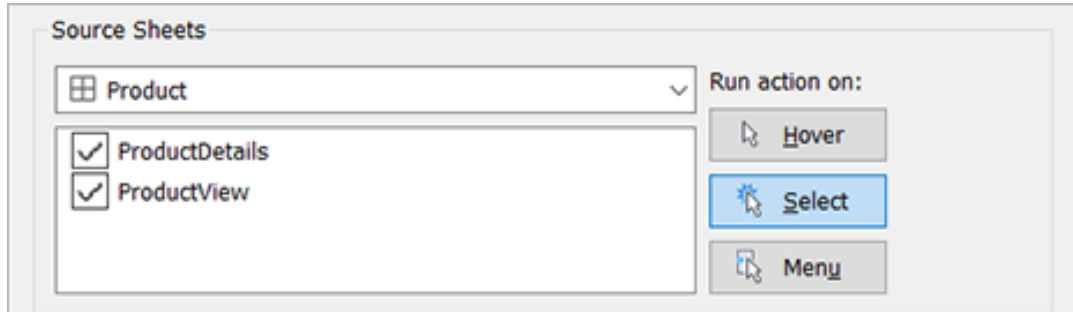 Source Sheets
Product
Run action on:
ProductDetails
ProductView
Hover
Select
Menu